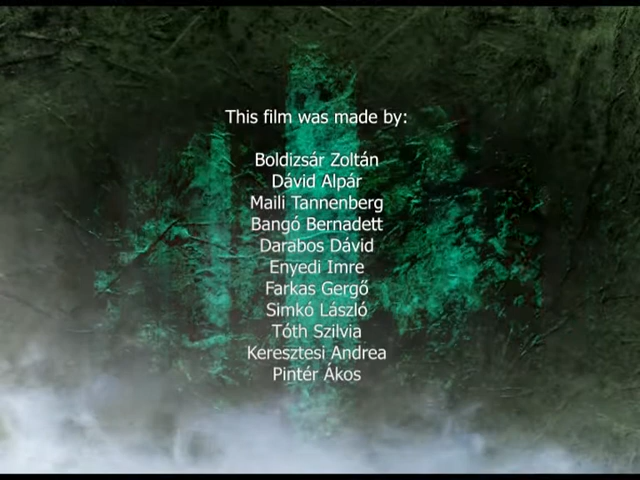 This film was made by:
Boldizsár Zoltán
Dávid Alpár
Maili Tannenberg
Bangó Bernadett
Darabos Dávid
Enyedi Imre
Farkas Gergő
Simkó László
Tóth Szilvia
Keresztesi Andrea
Pintér Ákos